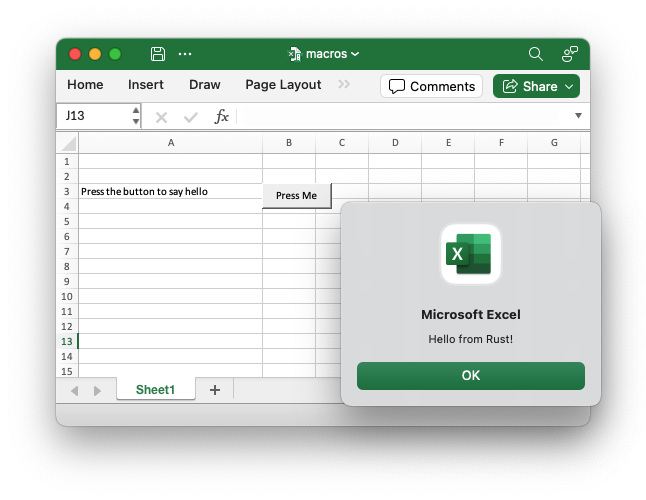 macros
Home Insert Draw Page Layout Comments Share
J13 fx
A B C D E F G
1
2
3 Press the button to say hello Press Me
4
5
6
7
8
9
10
11
12
13
14
15
X
Microsoft Excel
Hello from Rust!
OK
Sheet1 +